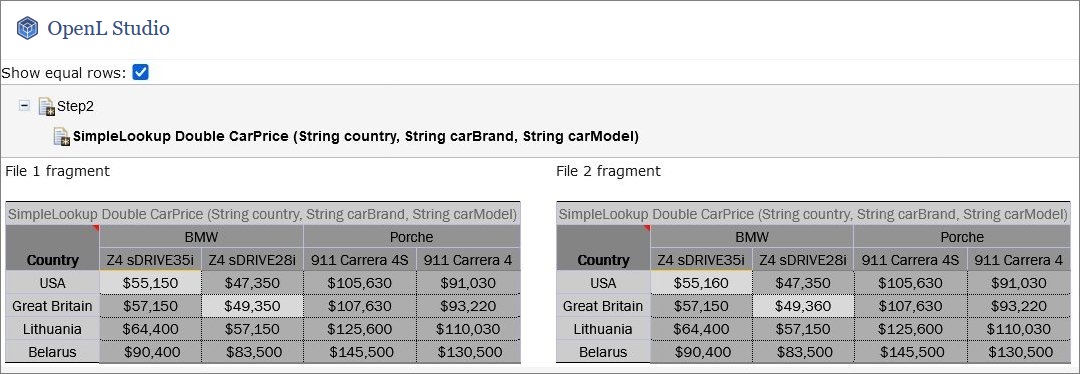 OpenL Studio
Show equal rows:
Step2
SimpleLookup Double CarPrice (String country, String carBrand, String carModel)
File 1 fragment
SimpleLookup Double CarPrice (String country, String carBrand, String carModel)
BMW Porche
Country Z4 sDRIVE35i Z4 sDRIVE28i 911 Carrera 4S 911 Carrera 4
USA $55,150 $47,350 $105,630 $91,030
Great Britain $57,150 $49,350 $107,630 $93,220
Lithuania $64,400 $57,150 $125,600 $110,030
Belarus $90,400 $83,500 $145,500 $130,500
File 2 fragment
SimpleLookup Double CarPrice (String country, String carBrand, String carModel)
BMW Porche
Country Z4 sDRIVE35i Z4 sDRIVE28i 911 Carrera 4S 911 Carrera 4
USA $55,160 $47,350 $105,630 $91,030
Great Britain $57,150 $49,360 $107,630 $93,220
Lithuania $64,400 $57,150 $125,600 $110,030
Belarus $90,400 $83,500 $145,500 $130,500